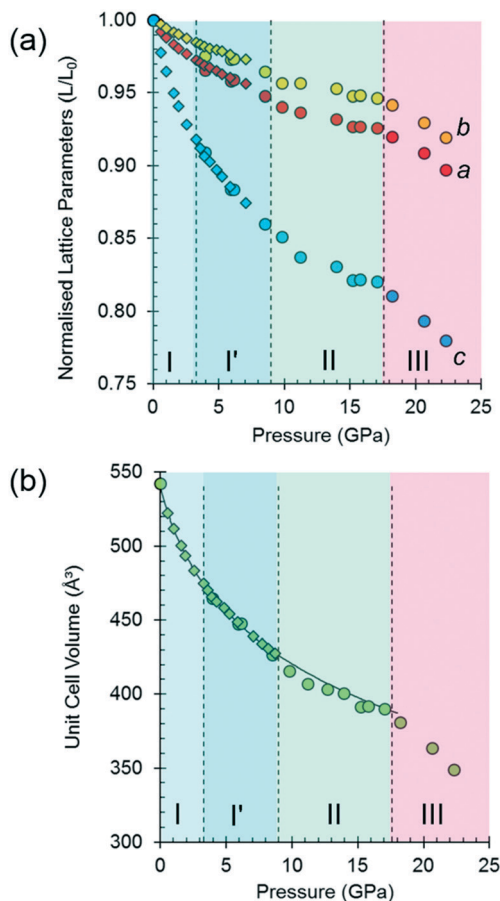 (a)
Normalised Lattice Parameters (L/L₀)
1.00
0.95
0.90
0.85
0.80
0.75
b
a
c
I
I'
II
III
0
5
10
15
20
25
Pressure (GPa)
(b)
Unit Cell Volume (Å³)
550
500
450
400
350
300
I
I'
II
III
0
5
10
15
20
25
Pressure (GPa)